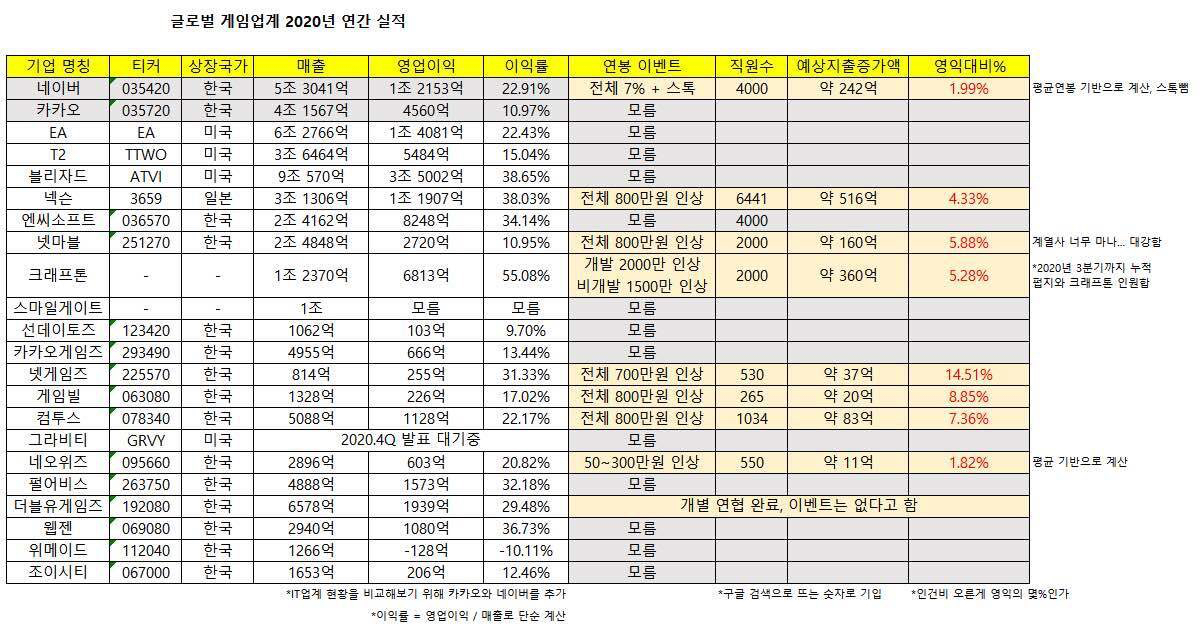 글로벌 게임업계 2020년 연간 실적
기업 명칭 티커 상장국가 매출 영업이익 이익률 연봉 이벤트 직원수 예상지출증가액 영익대비%
네이버 035420 한국 5조 3041억 1조 2153억 22.91% 전체 7% + 스톡 4000 약 242억 1.99% 평균연봉 기반으로 계산, 스톡뺌
카카오 035720 한국 4조 1567억 4560억 10.97% 모름
EA EA 미국 6조 2766억 1조 4081억 22.43% 모름
T2 TTWO 미국 3조 6464억 5484억 15.04% 모름
블리자드 ATVI 미국 9조 570억 3조 5002억 38.65% 모름
넥슨 3659 일본 3조 1306억 1조 1907억 38.03% 전체 800만원 인상 6441 약 516억 4.33%
엔씨소프트 036570 한국 2조 4162억 8248억 34.14% 모름 4000
넷마블 251270 한국 2조 4848억 2720억 10.95% 전체 800만원 인상 2000 약 160억 5.88% 계열사 너무 마나... 대강함
크래프톤 - - 1조 2370억 6813억 55.08% 개발 2000만 인상 2000 약 360억 5.28% *2020년 3분기까지 누적
비개발 1500만 인상 펍지와 크래프톤 인원합
스마일게이트 - - 1조 모름 모름 모름
선데이토즈 123420 한국 1062억 103억 9.70% 모름
카카오게임즈 293490 한국 4955억 666억 13.44% 모름
넷게임즈 225570 한국 814억 255억 31.33% 전체 700만원 인상 530 약 37억 14.51%
게임빌 063080 한국 1328억 226억 17.02% 전체 800만원 인상 265 약 20억 8.85%
컴투스 078340 한국 5088억 1128억 22.17% 전체 800만원 인상 1034 약 83억 7.36%
그라비티 GRVY 미국 2020.4Q 발표 대기중 모름
네오위즈 095660 한국 2896억 603억 20.82% 50~300만원 인상 550 약 11억 1.82% 평균 기반으로 계산
펄어비스 263750 한국 4888억 1573억 32.18% 모름
더블유게임즈 192080 한국 6578억 1939억 29.48% 개별 연협 완료, 이벤트는 없다고 함
웹젠 069080 한국 2940억 1080억 36.73% 모름
위메이드 112040 한국 1266억 -128억 -10.11% 모름
조이시티 067000 한국 1653억 206억 12.46% 모름
*IT업계 현황을 비교해보기 위해 카카오와 네이버를 추가 *구글 검색으로 뜨는 숫자로 기입 *인건비 오른게 영익의 몇%인가
*이익률 = 영업이익 / 매출로 단순 계산